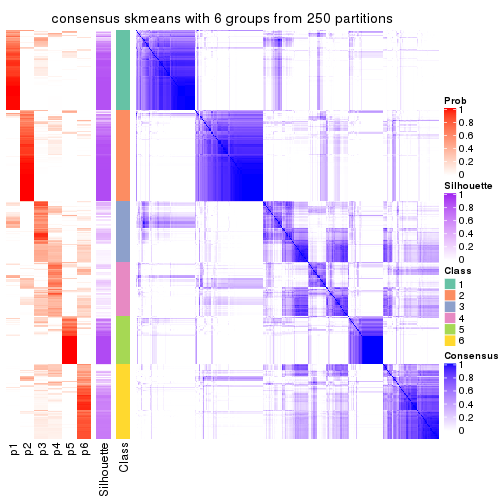 consensus skmeans with 6 groups from 250 partitions
Prob
1
0.8
0.6
0.4
0.2
0
Silhouette
1
0.8
0.6
0.4
0.2
0
Class
1
2
3
4
5
6
Consensus
1
0.8
0.6
0.4
0.2
0
p1
p2
p3
p4
p5
p6
Silhouette
Class